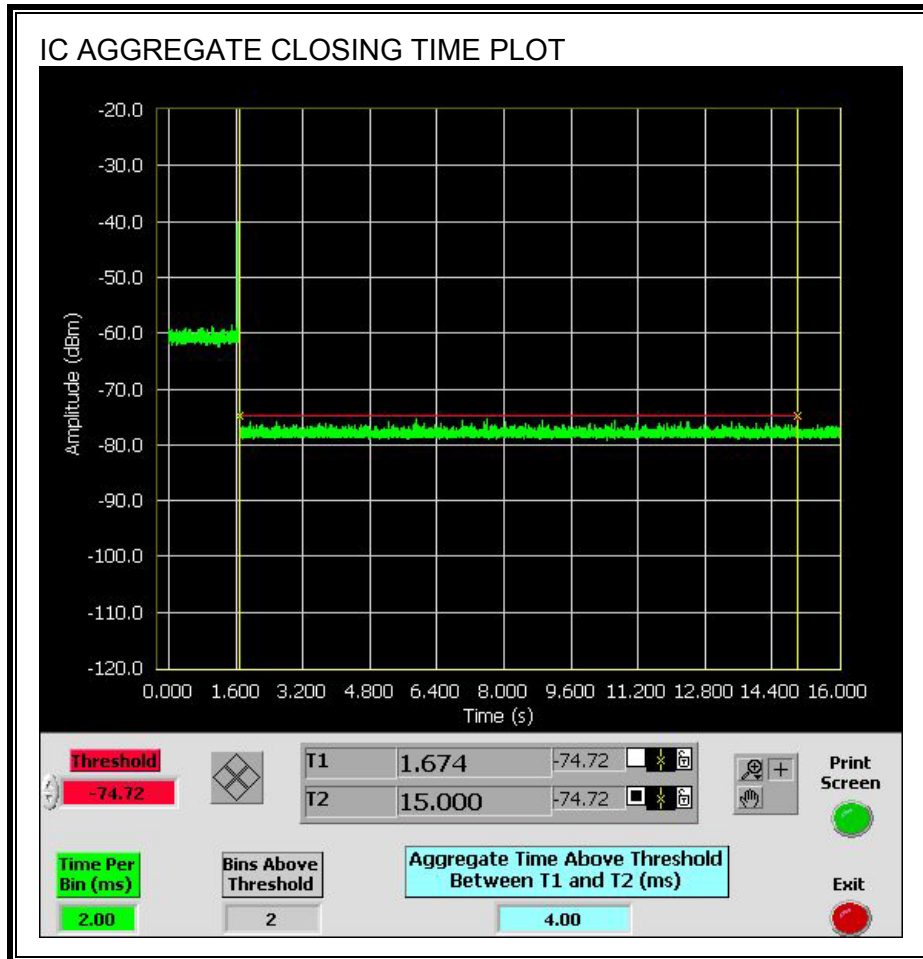 IC AGGREGATE CLOSING TIME PLOT
-20.0
-30.0
-40.0
-50.0
-60.0
-70.0
-80.0
-90.0
-100.0
-110.0
-120.0
Amplitude (dBm)
0.000 1.600 3.200 4.800 6.400 8.000 9.600 11.200 12.800 14.400 16.000
Time (s)
Threshold
-74.72
T1 1.674 -74.72
T2 15.000 -74.72
Print
Screen
Time Per
Bin (ms)
2.00
Bins Above
Threshold
2
Aggregate Time Above Threshold
Between T1 and T2 (ms)
4.00
Exit